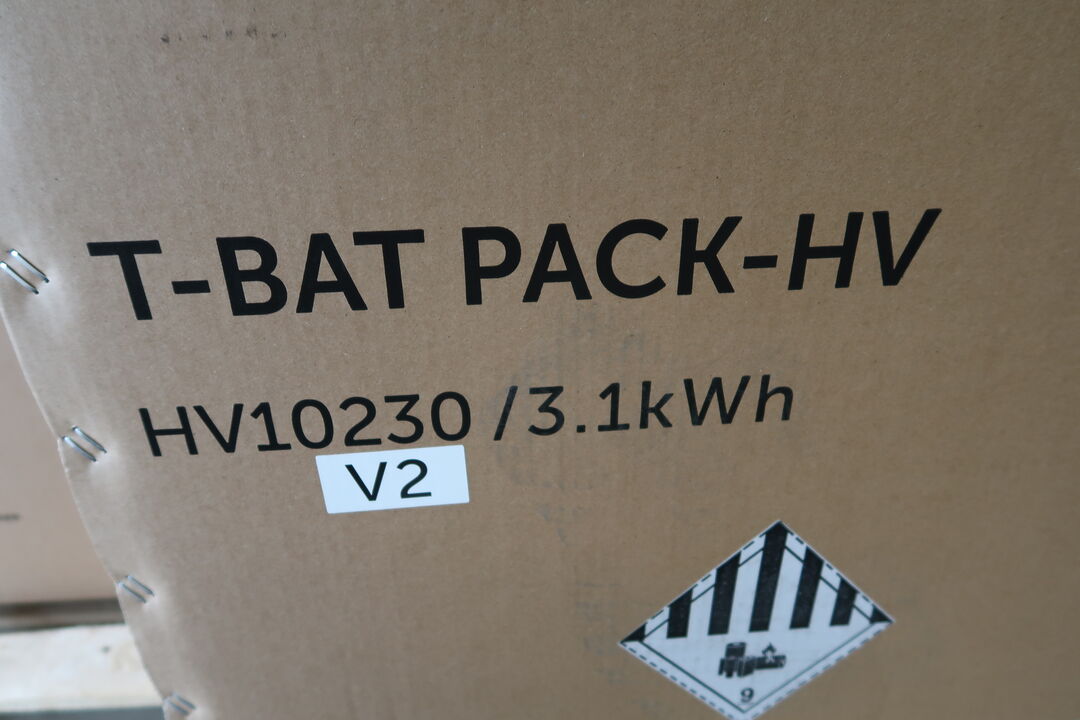 T-BAT PACK-HV
HV10230 /3.1kWh
V2
9